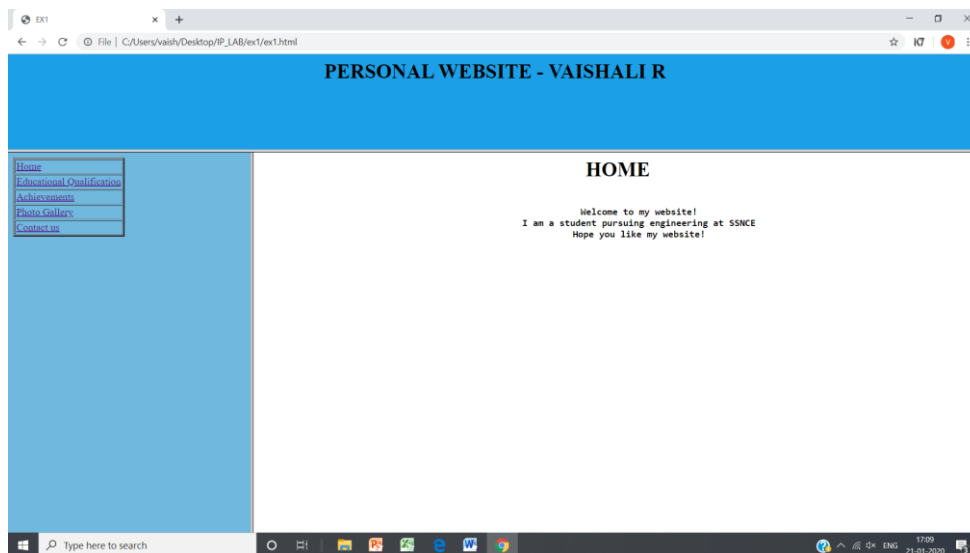 EX1
File | C:/Users/vaish/Desktop/IP_LAB/ex1/ex1.html
V
PERSONAL WEBSITE - VAISHALI R
Home
Educational Qualification
Achievements
Photo Gallery
Contact us
HOME
Welcome to my website!
I am a student pursuing engineering at SSNCE
Hope you like my website!
Type here to search
ENG
17:09
21-01-2020